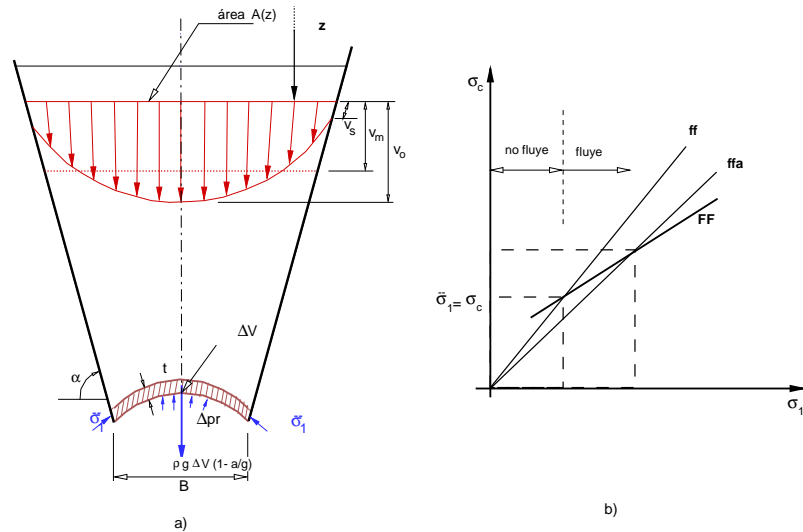 área A(z)
z
v_s
v_m
v_o
ΔV
α
t
σ̈_1
Δpr
σ̈_1
ρ g ΔV (1- a/g)
B
a)
σ_c
ff
no fluye
fluye
ffa
FF
σ̈_1= σ_c
σ_1
b)